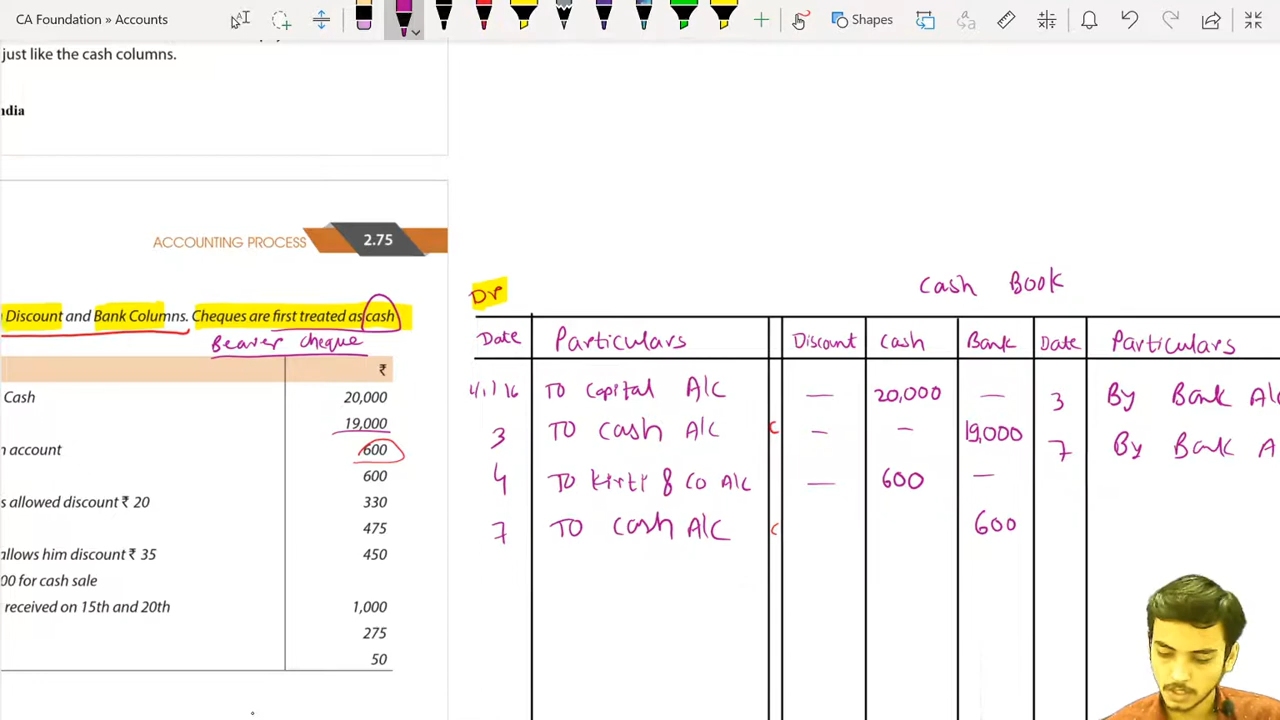 CA Foundation » Accounts
Shapes
just like the cash columns.
ndia
ACCOUNTING PROCESS 2.75
Discount and Bank Columns. Cheques are first treated as cash
Bearer cheque
₹
Cash 20,000
19,000
n account 600
600
s allowed discount ₹ 20 330
475
allows him discount ₹ 35 450
00 for cash sale
received on 15th and 20th 1,000
275
50
Cash Book
Dr
Date Particulars Discount Cash Bank Date Particulars
4.1.16 To Capital A/C — 20,000 — 3 By Bank A/C
3 To cash A/C C — - 19,000 7 By Bank A
4 To Kirti & Co A/C — 600 —
7 To cash A/C C 600